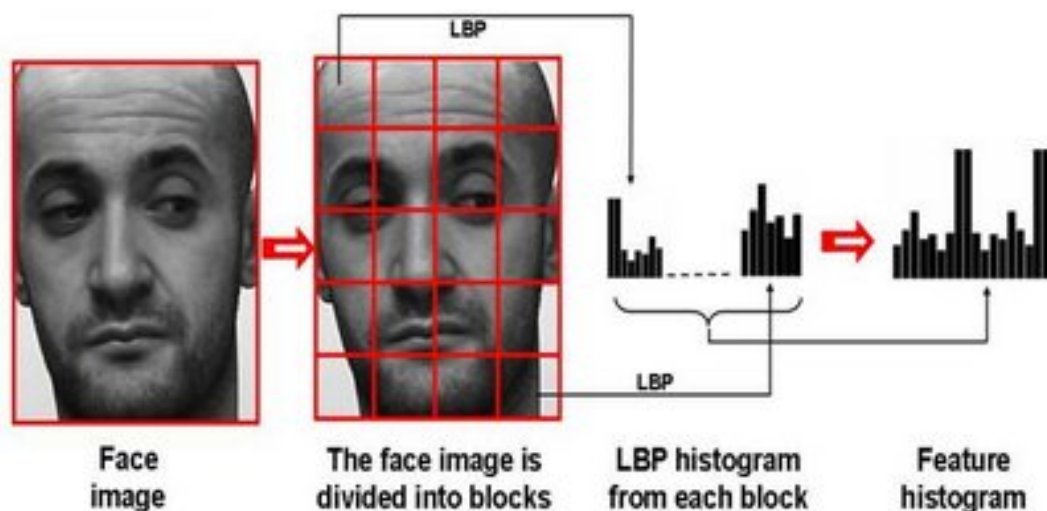 LBP
LBP
Face
image
The face image is
divided into blocks
LBP histogram
from each block
Feature
histogram